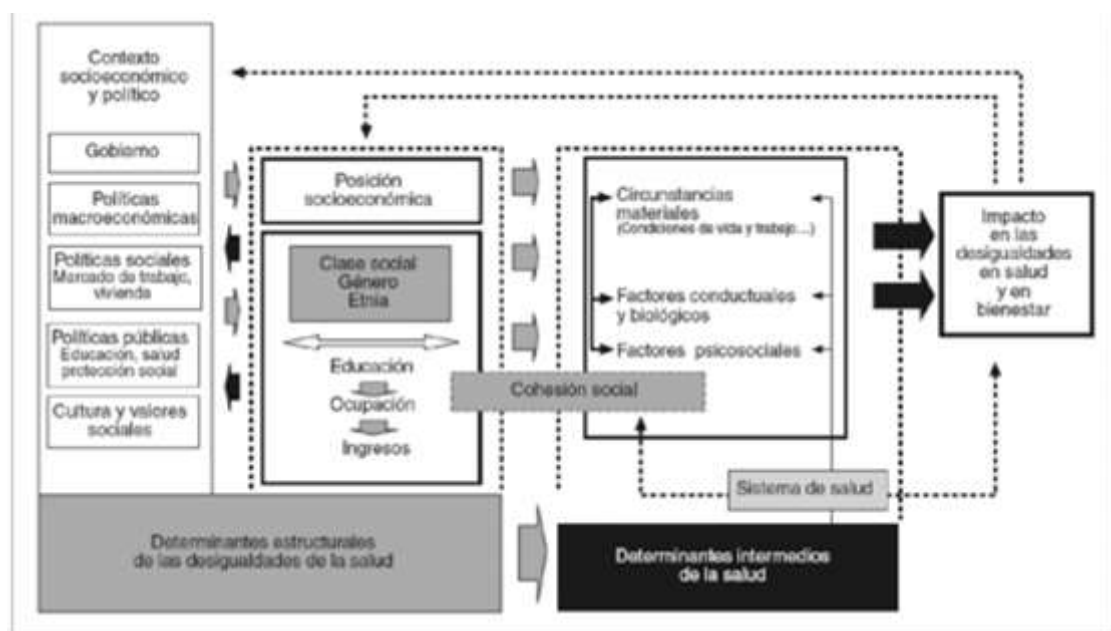 Contexto
socioeconómico
y político
Gobierno
Políticas
macroeconómicas
Políticas sociales
Mercado de trabajo,
vivienda
Políticas públicas
Educación, salud
protección social
Cultura y valores
sociales
Posición
socioeconómica
Clase social
Género
Etnia
Educación
Ocupación
Ingresos
Cohesión social
Circunstancias
materiales
(Condiciones de vida y trabajo...)
Factores conductuales
y biológicos
Factores psicosociales
Sistema de salud
Impacto
en las
desigualdades
en salud
y en
bienestar
Determinantes estructurales
de las desigualdades de la salud
Determinantes intermedios
de la salud